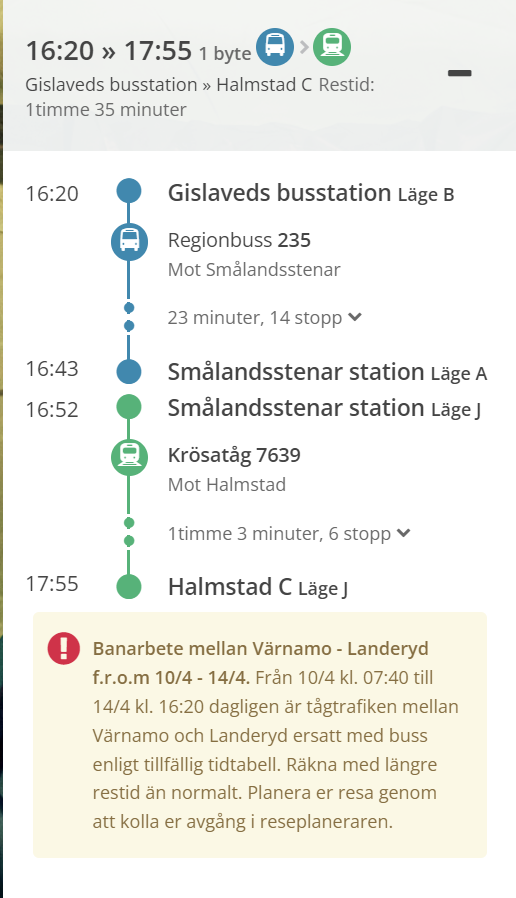 16:20 » 17:55 1 byte
Gislaveds busstation » Halmstad C Restid:
1timme 35 minuter
16:20 Gislaveds busstation Läge B
Regionbuss 235
Mot Smålandsstenar
23 minuter, 14 stopp
16:43 Smålandsstenar station Läge A
16:52 Smålandsstenar station Läge J
Krösatåg 7639
Mot Halmstad
1timme 3 minuter, 6 stopp
17:55 Halmstad C Läge J
Banarbete mellan Värnamo - Landeryd
f.r.o.m 10/4 - 14/4. Från 10/4 kl. 07:40 till
14/4 kl. 16:20 dagligen är tågtrafiken mellan
Värnamo och Landeryd ersatt med buss
enligt tillfällig tidtabell. Räkna med längre
restid än normalt. Planera er resa genom
att kolla er avgång i reseplaneraren.